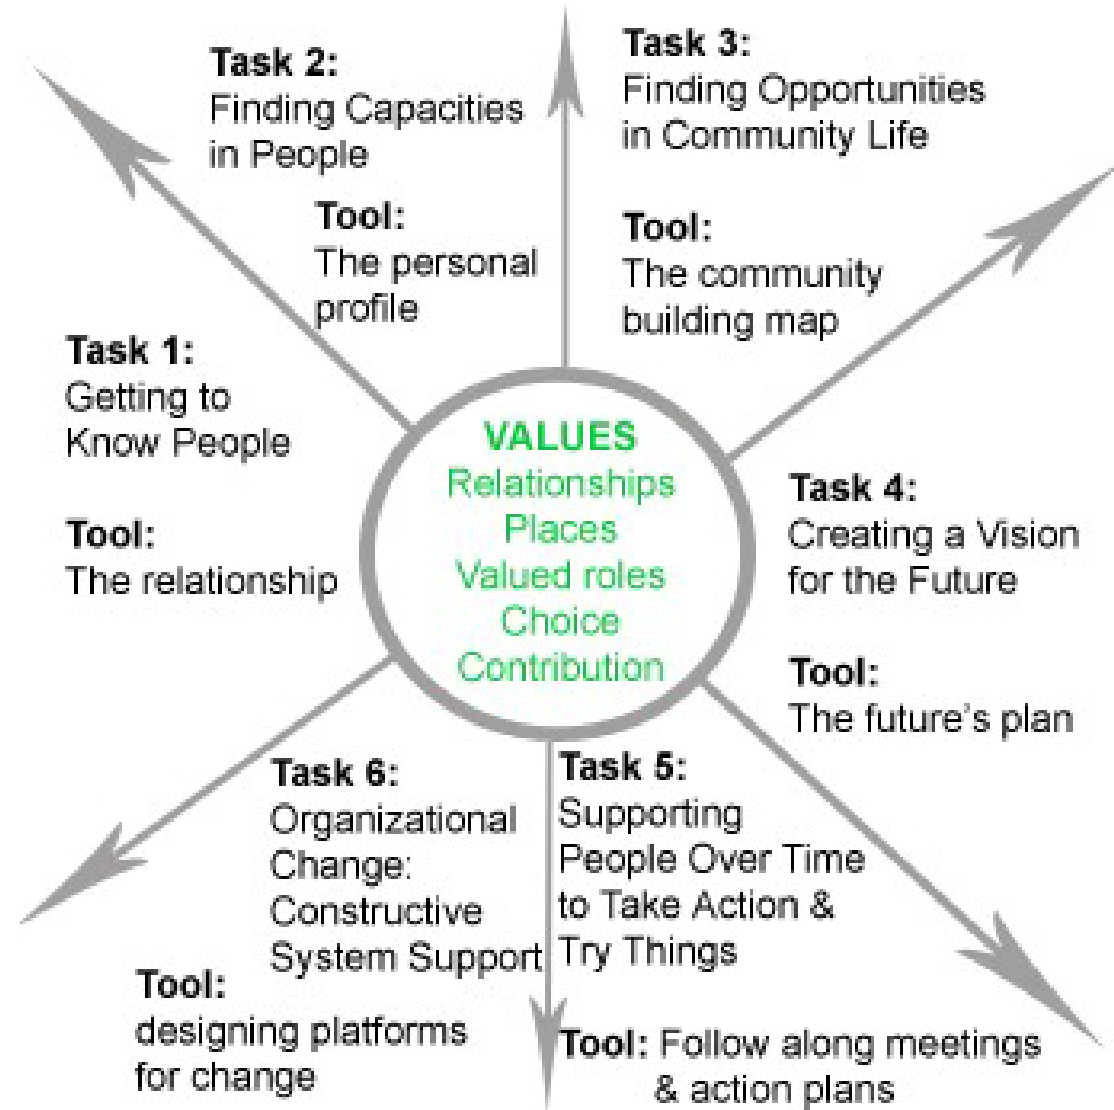 Task 1:
Getting to
Know People
Tool:
The relationship
Task 2:
Finding Capacities
in People
Tool:
The personal
profile
Task 3:
Finding Opportunities
in Community Life
Tool:
The community
building map
Task 4:
Creating a Vision
for the Future
Tool:
The future's plan
Task 5:
Supporting
People Over Time
to Take Action &
Try Things
Tool: Follow along meetings
& action plans
Task 6:
Organizational
Change:
Constructive
System Support
Tool:
designing platforms
for change
VALUES
Relationships
Places
Valued roles
Choice
Contribution